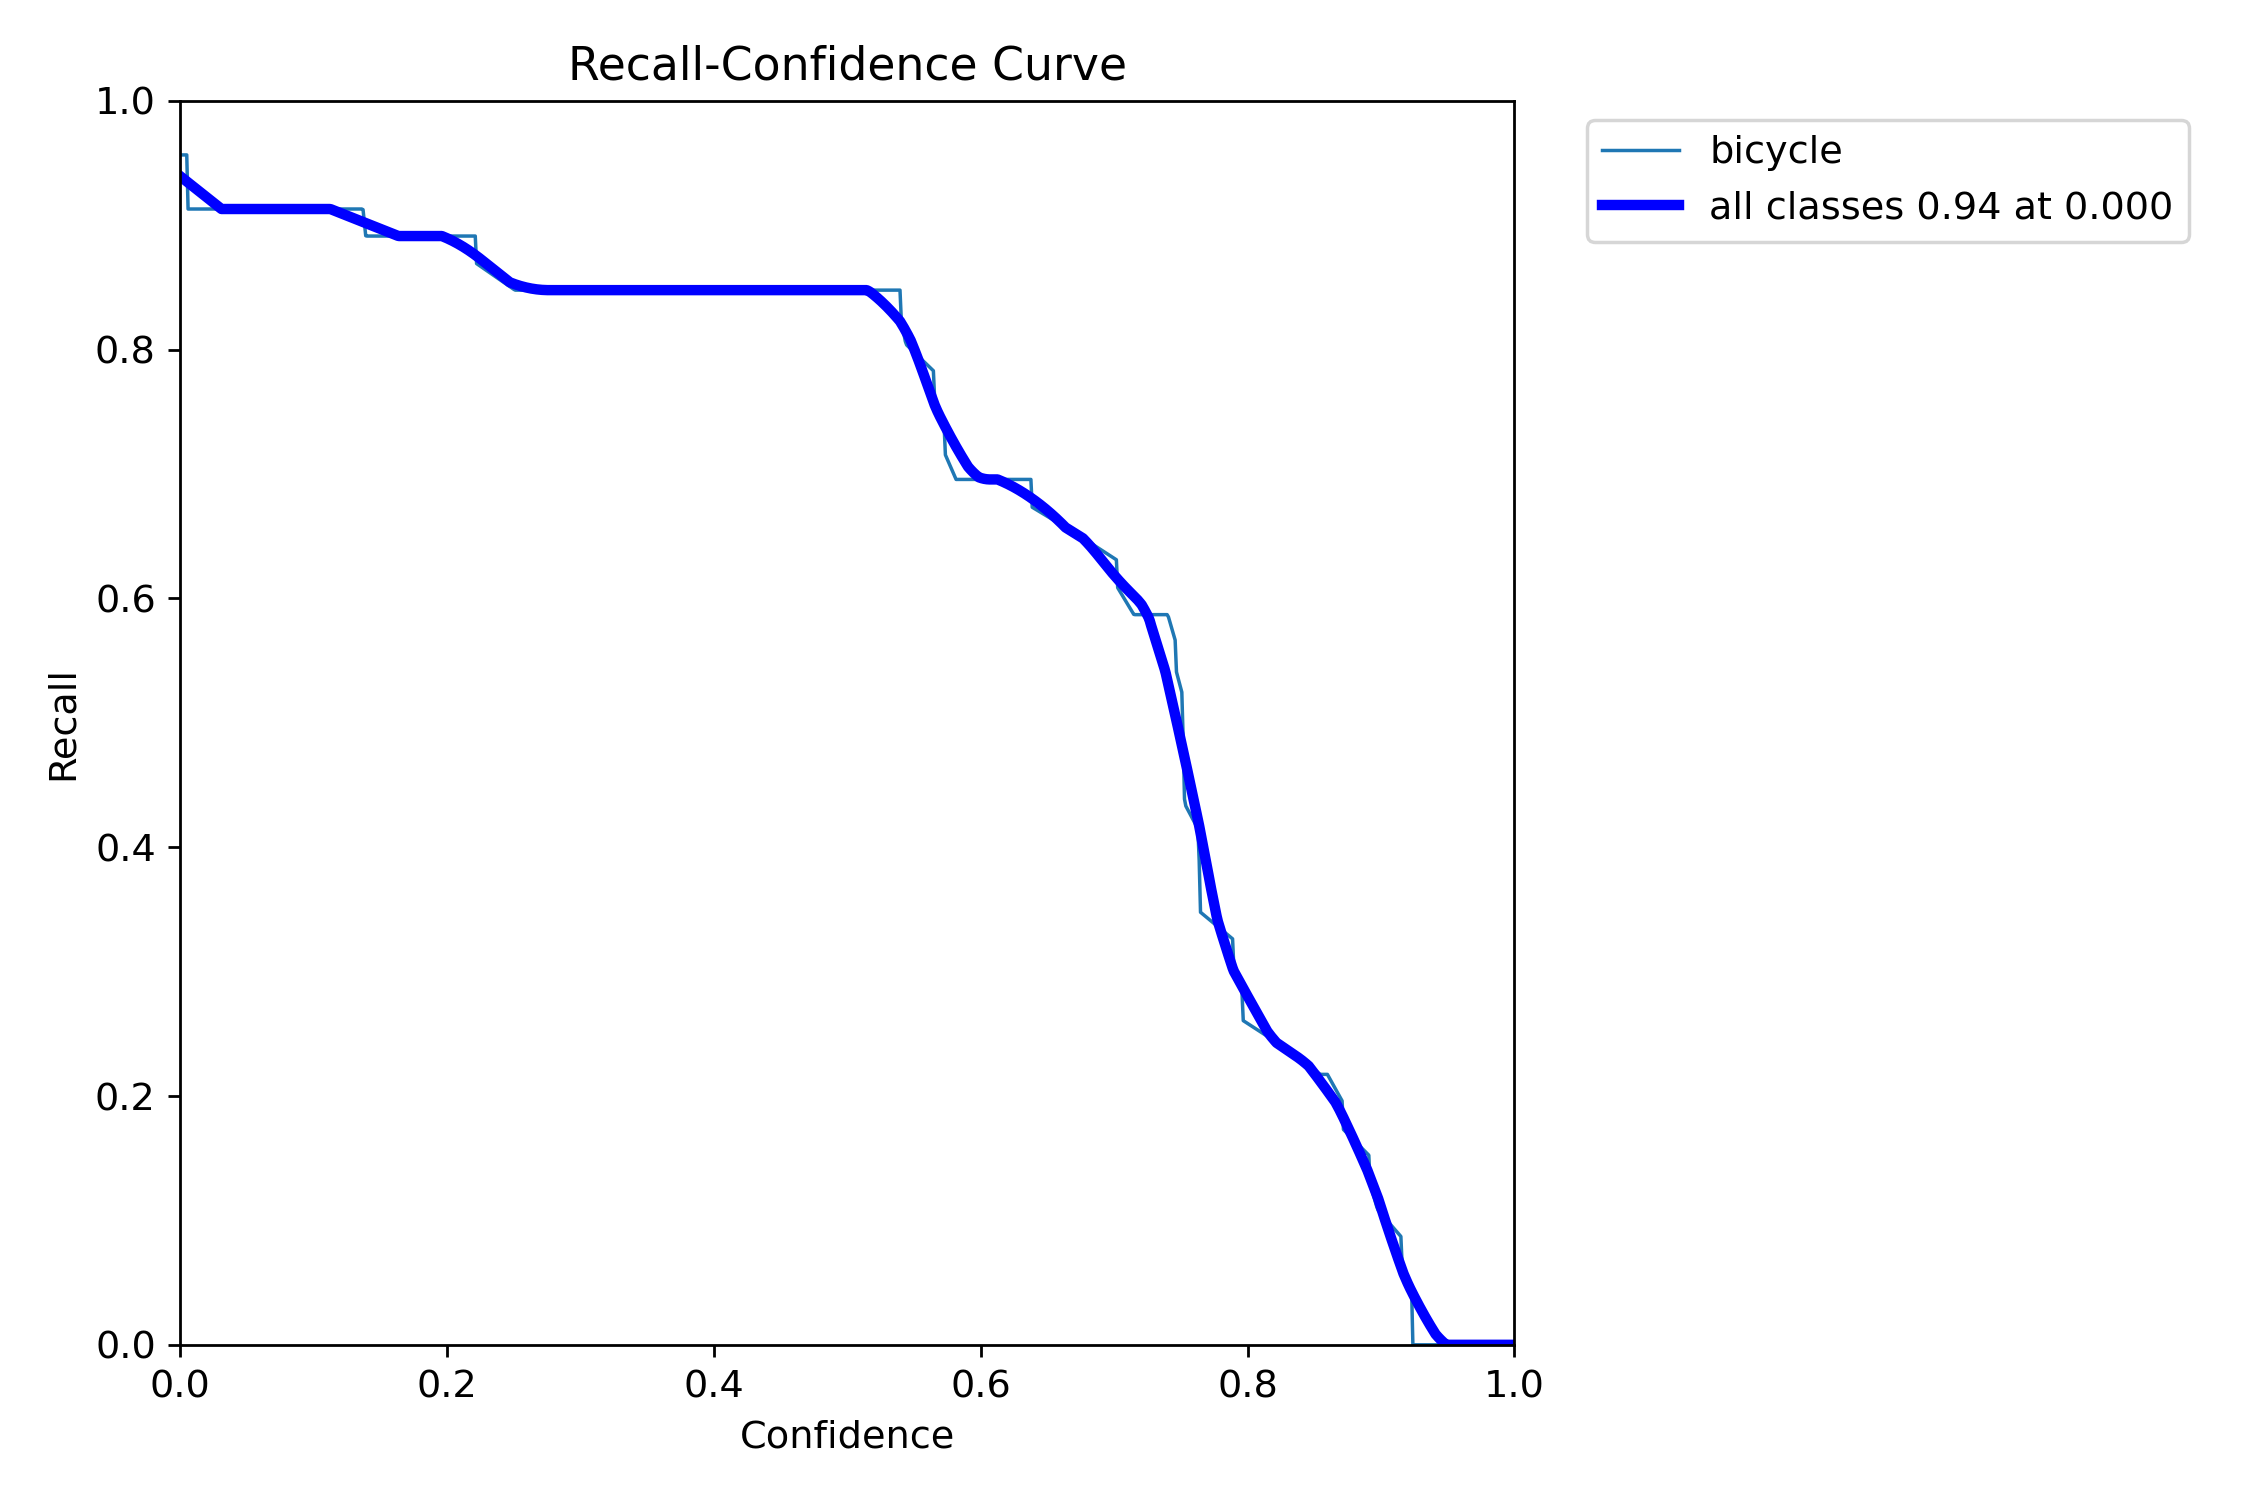 Recall-Confidence Curve
1.0
0.8
0.6
0.4
0.2
0.0
Recall
0.0 0.2 0.4 0.6 0.8 1.0
Confidence
bicycle
all classes 0.94 at 0.000